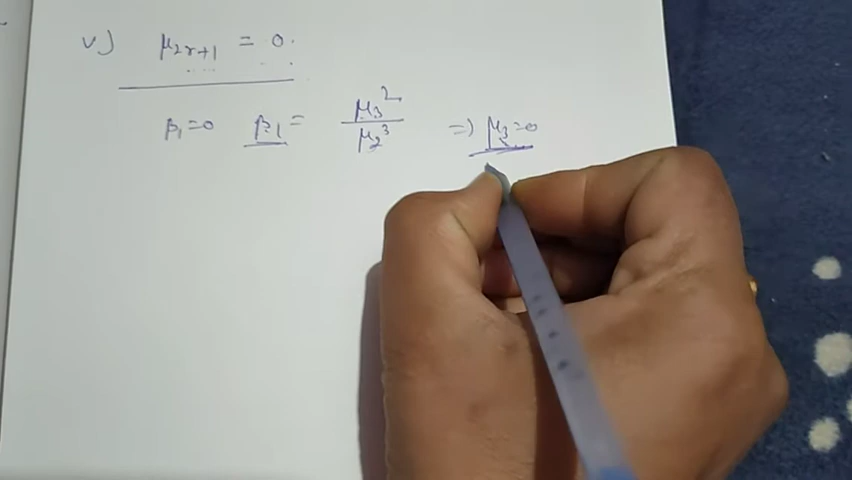 v) μ₂ᵣ₊₁ = 0.
β₁=0 β₁ = μ₃²/μ₂³ => μ₃=0